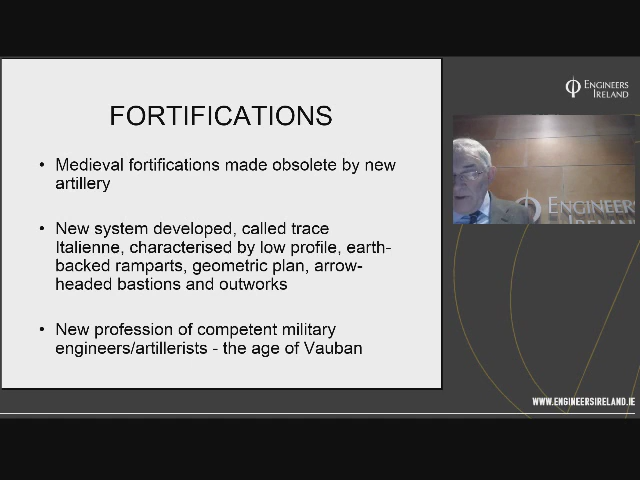 FORTIFICATIONS
• Medieval fortifications made obsolete by new
artillery
• New system developed, called trace
Italienne, characterised by low profile, earth-
backed ramparts, geometric plan, arrow-
headed bastions and outworks
• New profession of competent military
engineers/artillerists - the age of Vauban
ENGINEERS
IRELAND
ENGINEERS
IRELAND
WWW.ENGINEERSIRELAND.IE